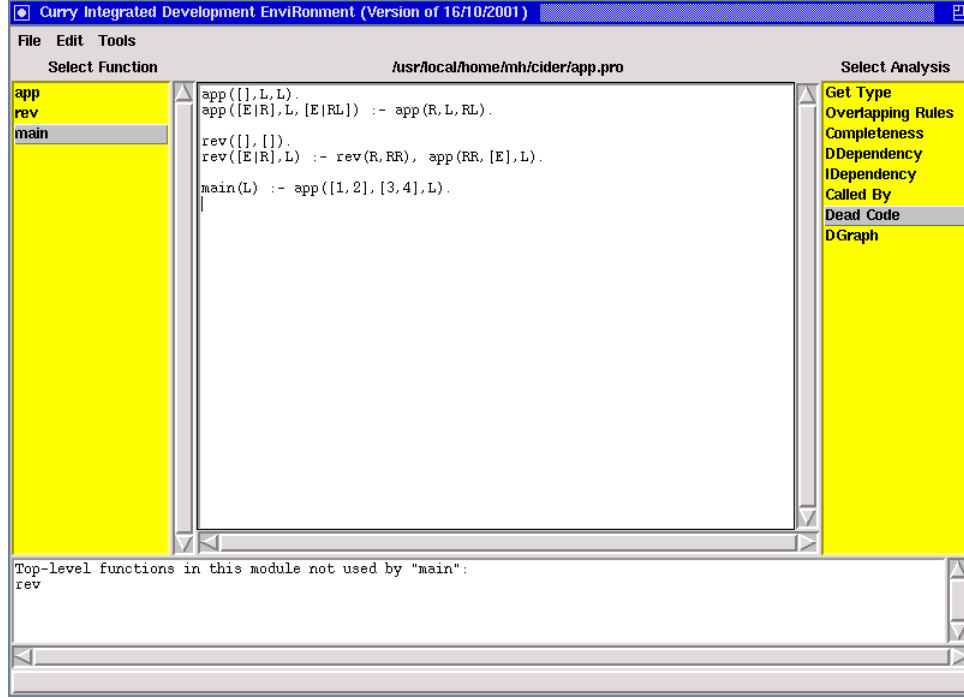 Curry Integrated Development EnviRonment (Version of 16/10/2001)
File Edit Tools
Select Function
/usr/local/home/mh/cider/app.pro
Select Analysis
app
rev
main
app([],L,L).
app([E|R],L,[E|RL]) :- app(R,L,RL).
rev([],[]).
rev([E|R],L) :- rev(R,RR), app(RR,[E],L).
main(L) :- app([1,2],[3,4],L).
Get Type
Overlapping Rules
Completeness
DDependency
IDependency
Called By
Dead Code
DGraph
Top-level functions in this module not used by "main":
rev